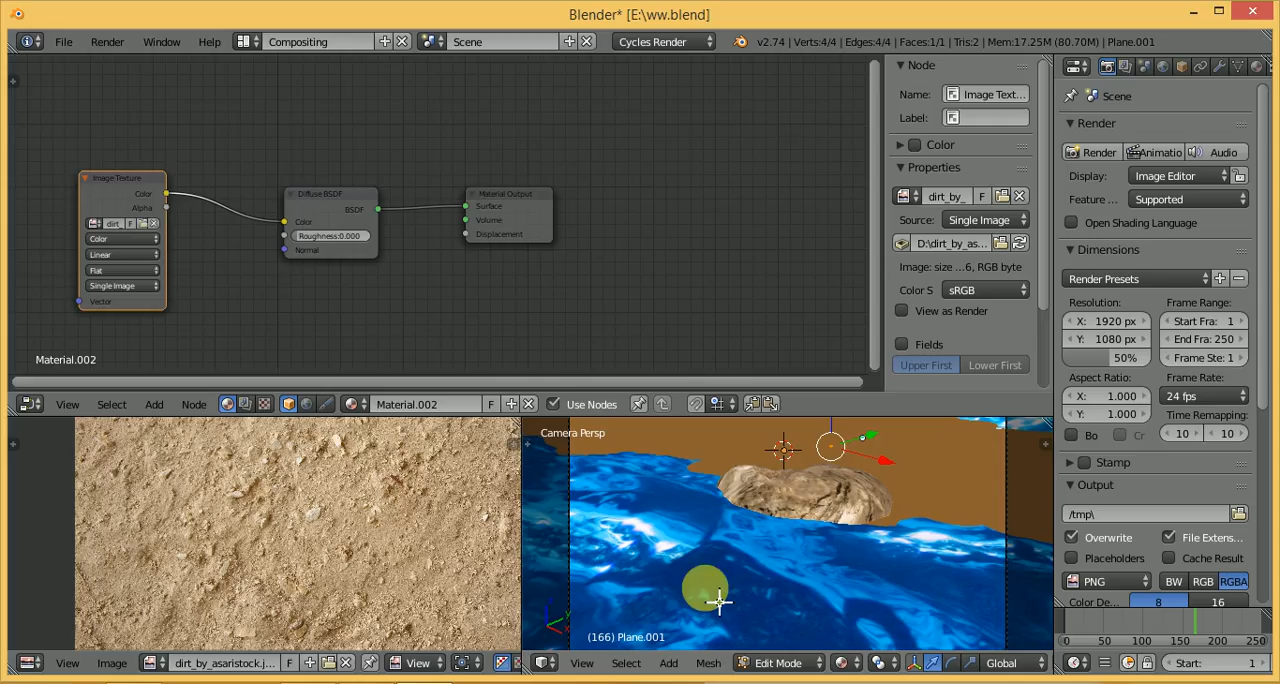 Blender* [E:\ww.blend]
File Render Window Help Compositing Scene Cycles Render v2.74 | Verts:4/4 | Edges:4/4 | Faces:1/1 | Tris:2 | Mem:17.25M (80.70M) | Plane.001
Image Texture
Color
Alpha
dirt_ F
Color
Linear
Flat
Single Image
Vector
Diffuse BSDF
BSDF
Color
Roughness:0.000
Normal
Material Output
Surface
Volume
Displacement
Material.002
Node
Name: Image Text...
Label:
Color
Properties
dirt_by_ F
Source: Single Image
D:\dirt_by_as...
Image: size ...6, RGB byte
Color S sRGB
View as Render
Fields
Upper First Lower First
Scene
Render
Render Animatio Audio
Display: Image Editor
Feature ... Supported
Open Shading Language
Dimensions
Render Presets
Resolution: Frame Range:
X: 1920 px Start Fra: 1
Y: 1080 px End Fra: 250
50% Frame Ste: 1
Aspect Ratio: Frame Rate:
X: 1.000 24 fps
Y: 1.000 Time Remapping:
Bo Cr 10 10
Stamp
Output
/tmp\
Overwrite File Extens...
Placeholders Cache Result
PNG BW RGB RGBA
Color De... 8 16
View Select Add Node Material.002 F Use Nodes
Camera Persp
(166) Plane.001
0 50 100 150 200 250
View Image dirt_by_asaristock.j... F View
View Select Add Mesh Edit Mode Global
Start: 1